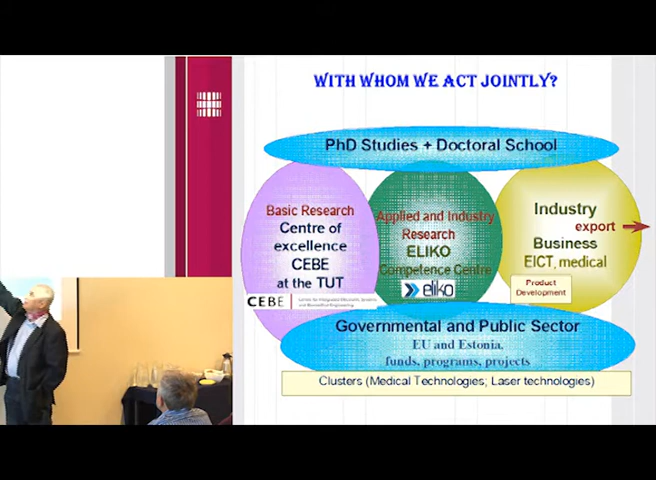 WITH WHOM WE ACT JOINTLY?
PhD Studies + Doctoral School
Basic Research
Centre of
excellence
CEBE
at the TUT
CEBE
Applied and Industry
Research
ELIKO
Competence Centre
eliko
Industry
export
Business
EICT, medical
Product
Development
Governmental and Public Sector
EU and Estonia,
funds, programs, projects
Clusters (Medical Technologies; Laser technologies)